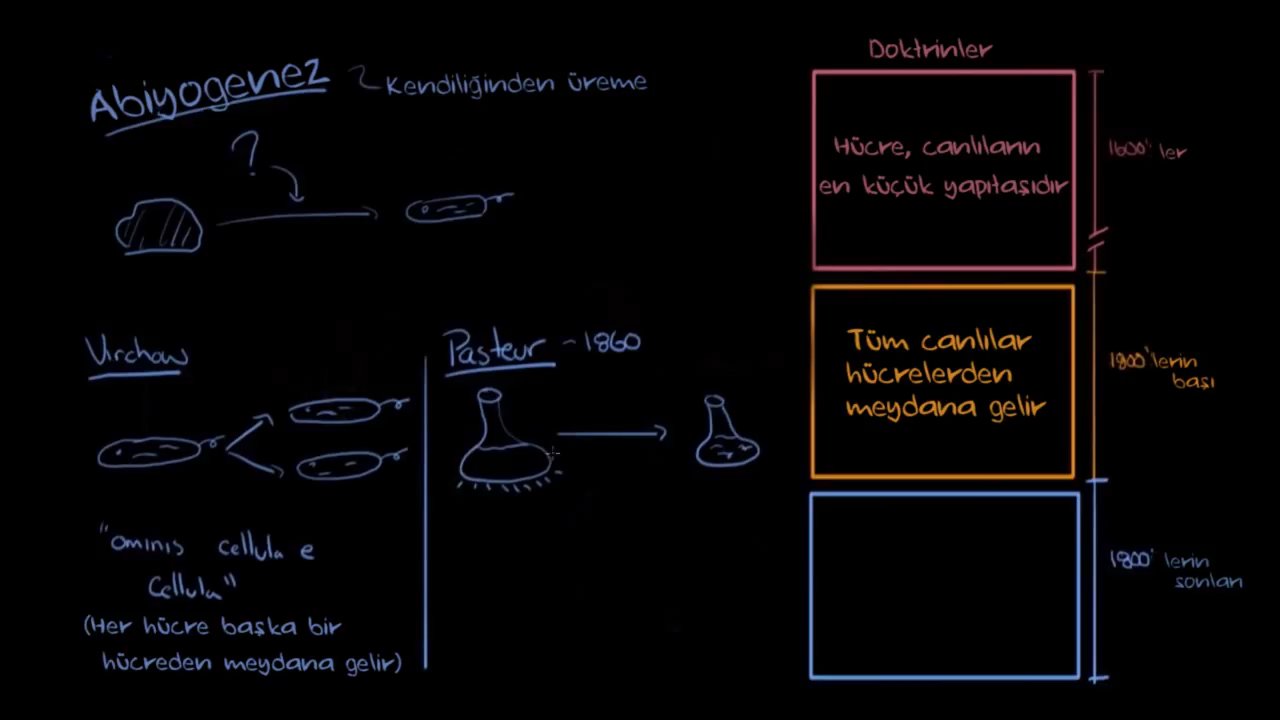 Abiyogenez Kendiliğinden üreme
?
Virchow
"ominis cellula e
cellula"
(Her hücre başka bir
hücreden meydana gelir)
Pasteur - 1860
Doktrinler
Hücre, canlıların
en küçük yapıtaşıdır
1600' ler
Tüm canlılar
hücrelerden
meydana gelir
1800' lerin
başı
1800' lerin
sonları